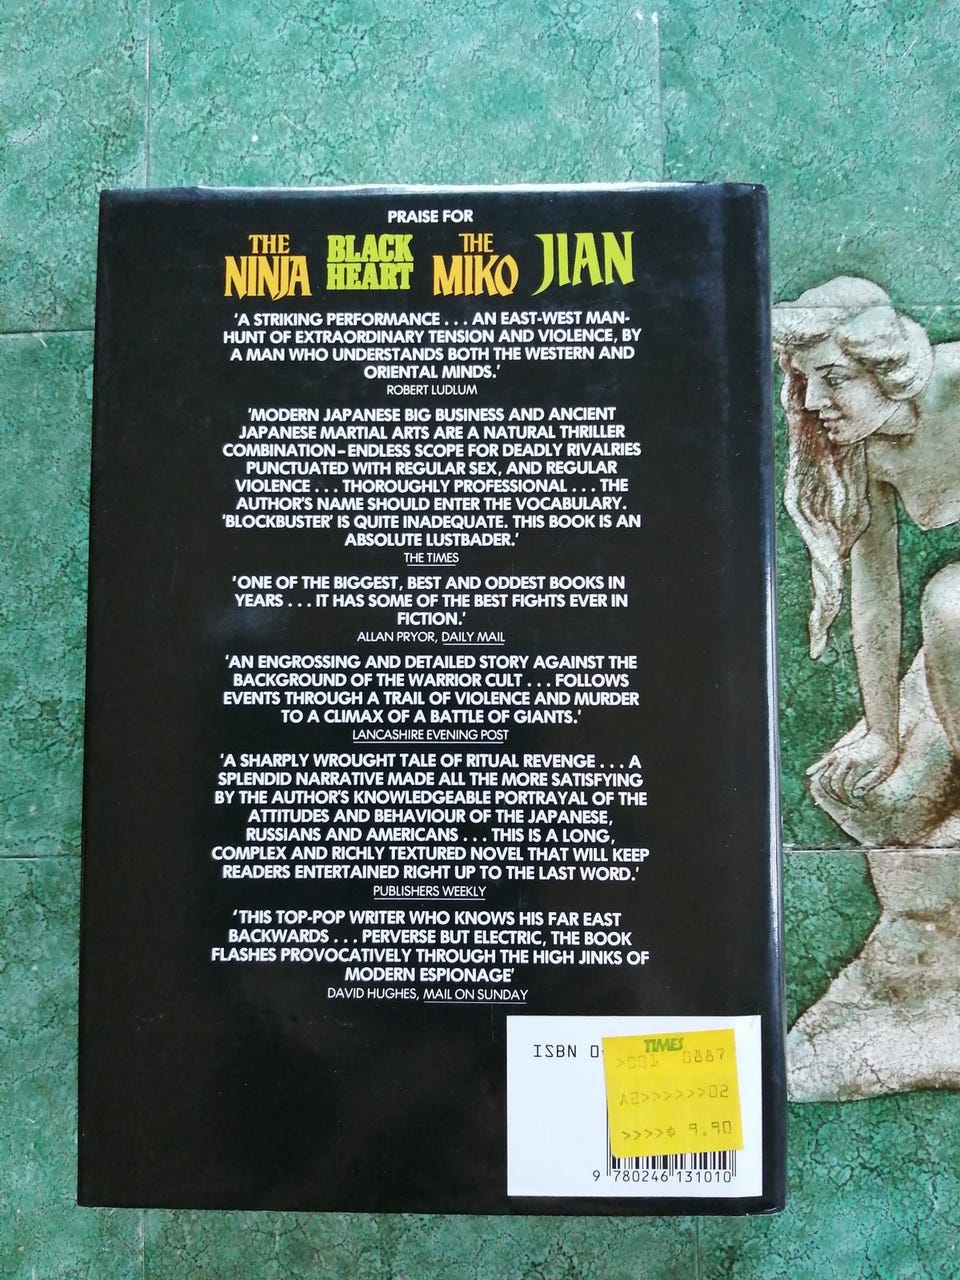 PRAISE FOR
THE NINJA BLACK HEART THE MIKO JIAN
'A STRIKING PERFORMANCE . . . AN EAST-WEST MAN-
HUNT OF EXTRAORDINARY TENSION AND VIOLENCE, BY
A MAN WHO UNDERSTANDS BOTH THE WESTERN AND
ORIENTAL MINDS.'
ROBERT LUDLUM
'MODERN JAPANESE BIG BUSINESS AND ANCIENT
JAPANESE MARTIAL ARTS ARE A NATURAL THRILLER
COMBINATION–ENDLESS SCOPE FOR DEADLY RIVALRIES
PUNCTUATED WITH REGULAR SEX, AND REGULAR
VIOLENCE . . . THOROUGHLY PROFESSIONAL . . . THE
AUTHOR'S NAME SHOULD ENTER THE VOCABULARY.
'BLOCKBUSTER' IS QUITE INADEQUATE. THIS BOOK IS AN
ABSOLUTE LUSTBADER.'
THE TIMES
'ONE OF THE BIGGEST, BEST AND ODDEST BOOKS IN
YEARS . . . IT HAS SOME OF THE BEST FIGHTS EVER IN
FICTION.'
ALLAN PRYOR, DAILY MAIL
'AN ENGROSSING AND DETAILED STORY AGAINST THE
BACKGROUND OF THE WARRIOR CULT . . . FOLLOWS
EVENTS THROUGH A TRAIL OF VIOLENCE AND MURDER
TO A CLIMAX OF A BATTLE OF GIANTS.'
LANCASHIRE EVENING POST
'A SHARPLY WROUGHT TALE OF RITUAL REVENGE . . . A
SPLENDID NARRATIVE MADE ALL THE MORE SATISFYING
BY THE AUTHOR'S KNOWLEDGEABLE PORTRAYAL OF THE
ATTITUDES AND BEHAVIOUR OF THE JAPANESE,
RUSSIANS AND AMERICANS . . . THIS IS A LONG,
COMPLEX AND RICHLY TEXTURED NOVEL THAT WILL KEEP
READERS ENTERTAINED RIGHT UP TO THE LAST WORD.'
PUBLISHERS WEEKLY
'THIS TOP-POP WRITER WHO KNOWS HIS FAR EAST
BACKWARDS . . . PERVERSE BUT ELECTRIC, THE BOOK
FLASHES PROVOCATIVELY THROUGH THE HIGH JINKS OF
MODERN ESPIONAGE'
DAVID HUGHES, MAIL ON SUNDAY
ISBN 0-
TIMES
>001 0887
AZ>>>>>>02
>>>>$ 9.90
9 780246 131010